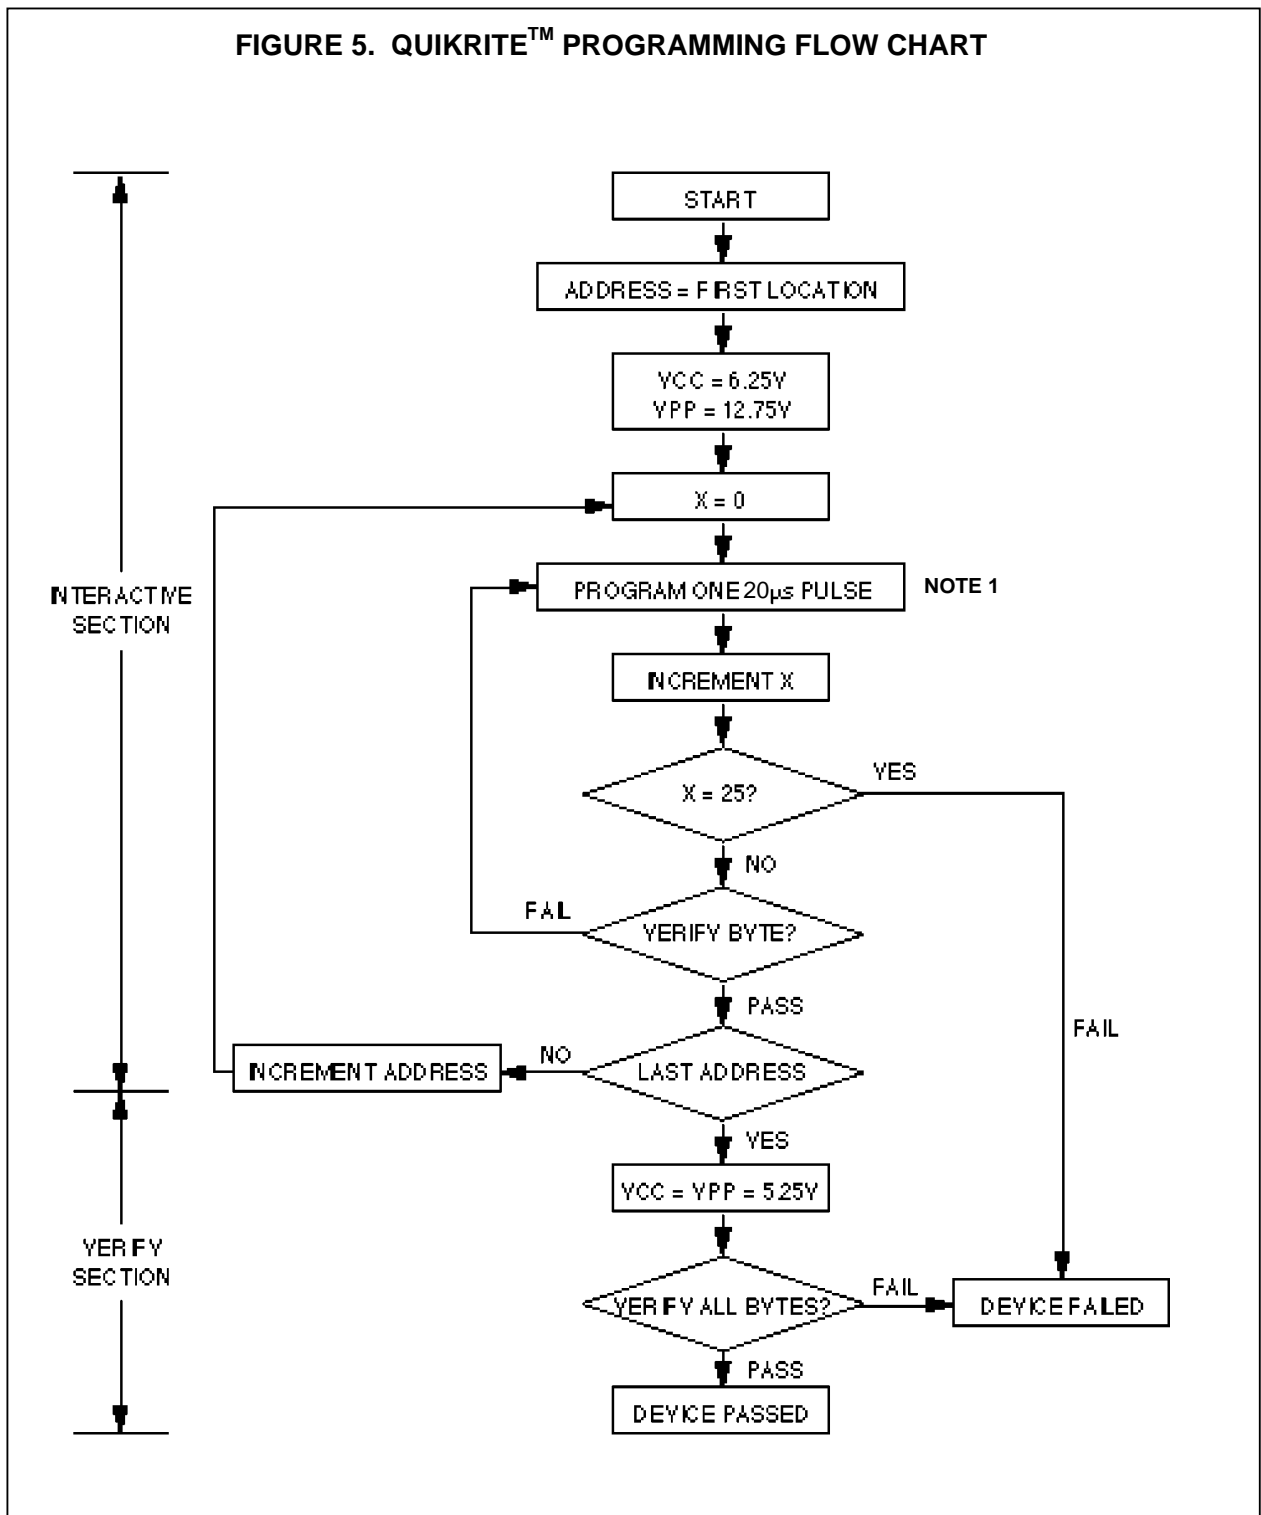 FIGURE 5. QUIKRITE™ PROGRAMMING FLOW CHART
START
ADDRESS = FIRST LOCATION
VCC = 6.25V
VPP = 12.75V
X = 0
PROGRAM ONE 20µs PULSE
NOTE 1
INTERACTIVE
SECTION
INCREMENT X
X = 25?
YES
NO
FAIL
VERIFY BYTE?
PASS
FAIL
INCREMENT ADDRESS
NO
LAST ADDRESS
YES
VCC = VPP = 5.25V
VERIFY
SECTION
VERIFY ALL BYTES?
FAIL
DEVICE FAILED
PASS
DEVICE PASSED